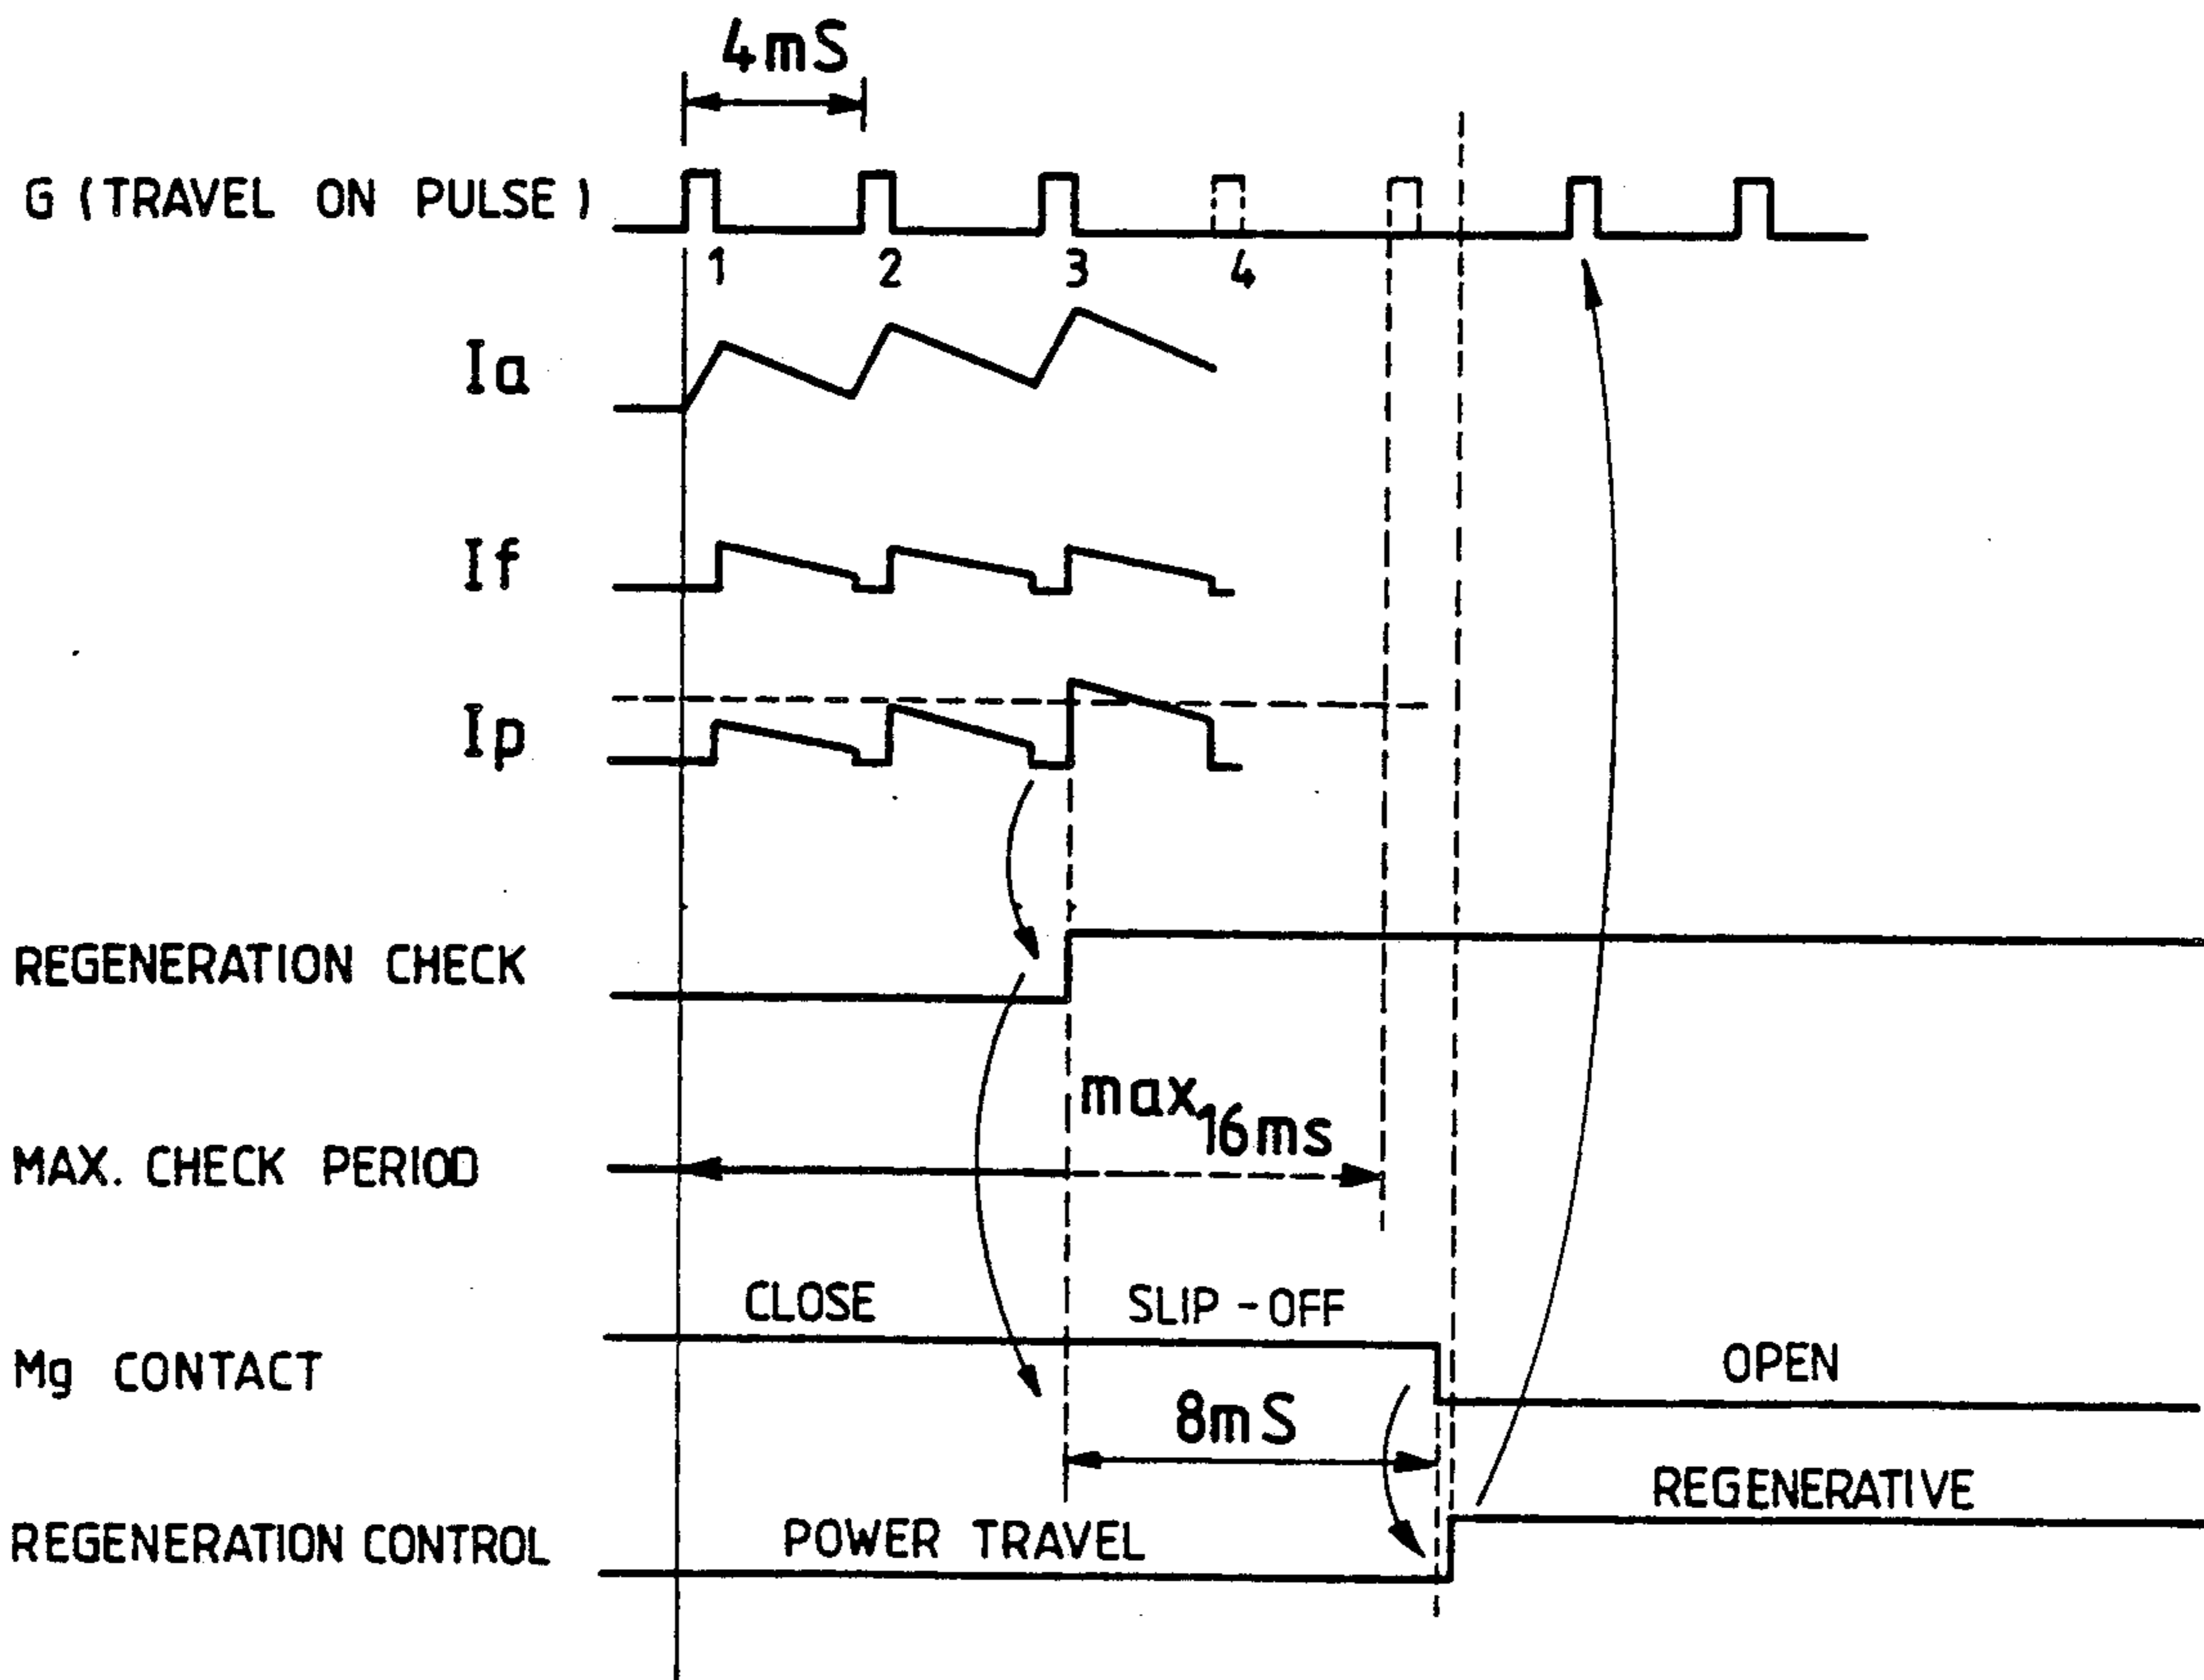 4mS
G (TRAVEL ON PULSE)
1 2 3 4
Ia
If
Ip
REGENERATION CHECK
max 16ms
MAX. CHECK PERIOD
CLOSE SLIP-OFF
Mg CONTACT OPEN
8mS
REGENERATIVE
REGENERATION CONTROL POWER TRAVEL